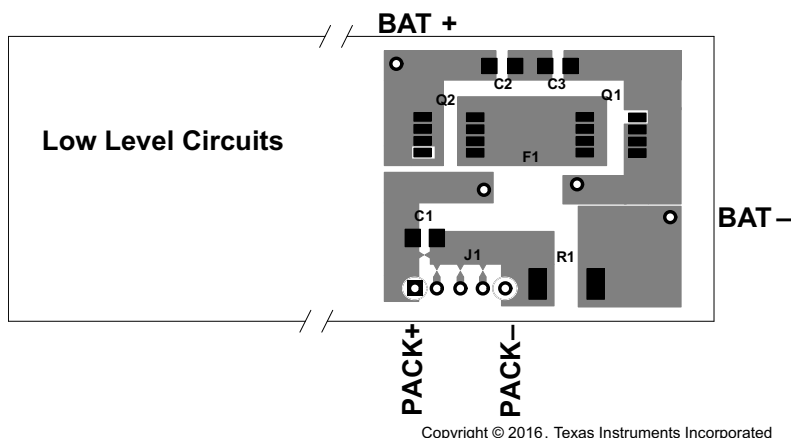 BAT +
C2
C3
Q2
Q1
Low Level Circuits
F1
BAT–
C1
J1
R1
PACK+
PACK–
Copyright © 2016, Texas Instruments Incorporated